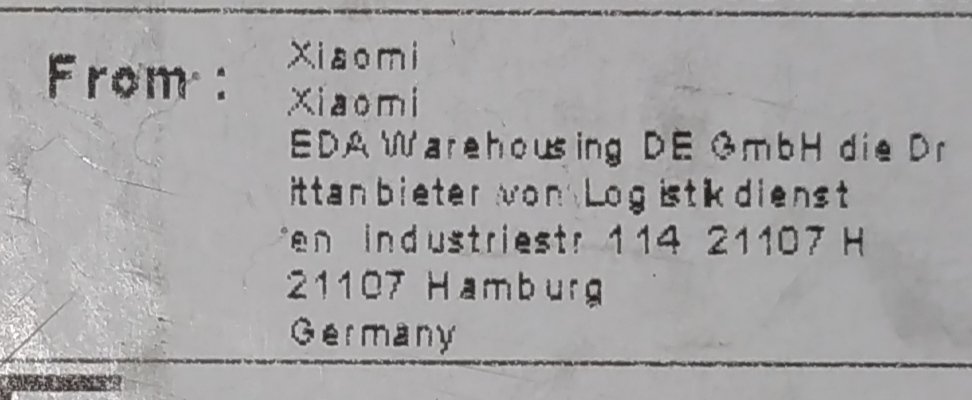 From:
Xiaomi
Xiaomi
EDA Warehousing DE GmbH die Dr
ittanbieter von Logistikdienst
en industriestr 114 21107 H
21107 Hamburg
Germany